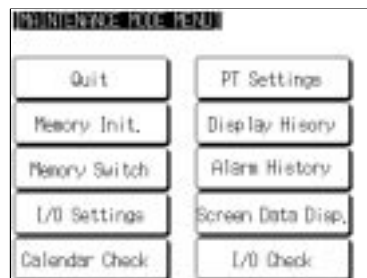 [MAINTENANCE MODE MENU]
Quit
PT Settings
Memory Init.
Display Hisory
Memory Switch
Alarm History
I/O Settings
Screen Data Disp.
Calendar Check
I/O Check